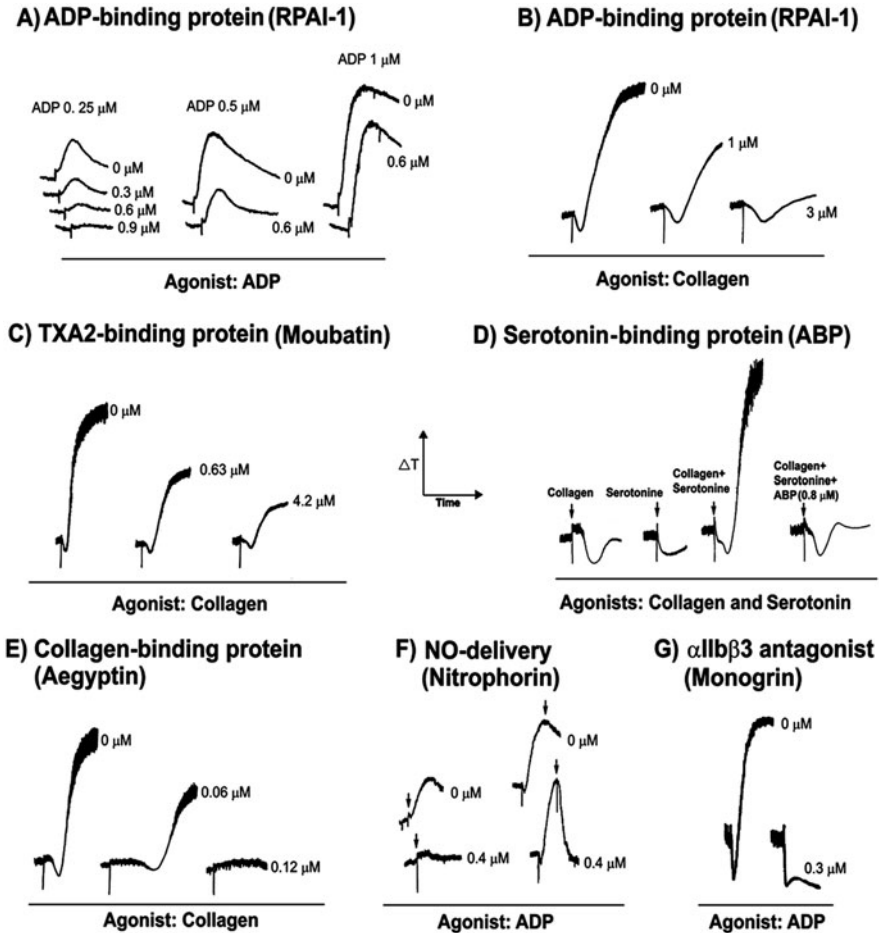 A) ADP-binding protein (RPAI-1)
ADP 0. 25 μM
0 μM
0.3 μM
0.6 μM
0.9 μM
ADP 0.5 μM
0 μM
0.6 μM
ADP 1 μM
0 μM
0.6 μM
Agonist: ADP
B) ADP-binding protein (RPAI-1)
0 μM
1 μM
3 μM
Agonist: Collagen
C) TXA2-binding protein (Moubatin)
0 μM
0.63 μM
4.2 μM
Agonist: Collagen
ΔT
Time
D) Serotonin-binding protein (ABP)
Collagen
Serotonine
Collagen+
Serotonine
Collagen+
Serotonine+
ABP(0.8 μM)
Agonists: Collagen and Serotonin
E) Collagen-binding protein
(Aegyptin)
0 μM
0.06 μM
0.12 μM
Agonist: Collagen
F) NO-delivery
(Nitrophorin)
0 μM
0.4 μM
0 μM
0.4 μM
Agonist: ADP
G) αIIbβ3 antagonist
(Monogrin)
0 μM
0.3 μM
Agonist: ADP